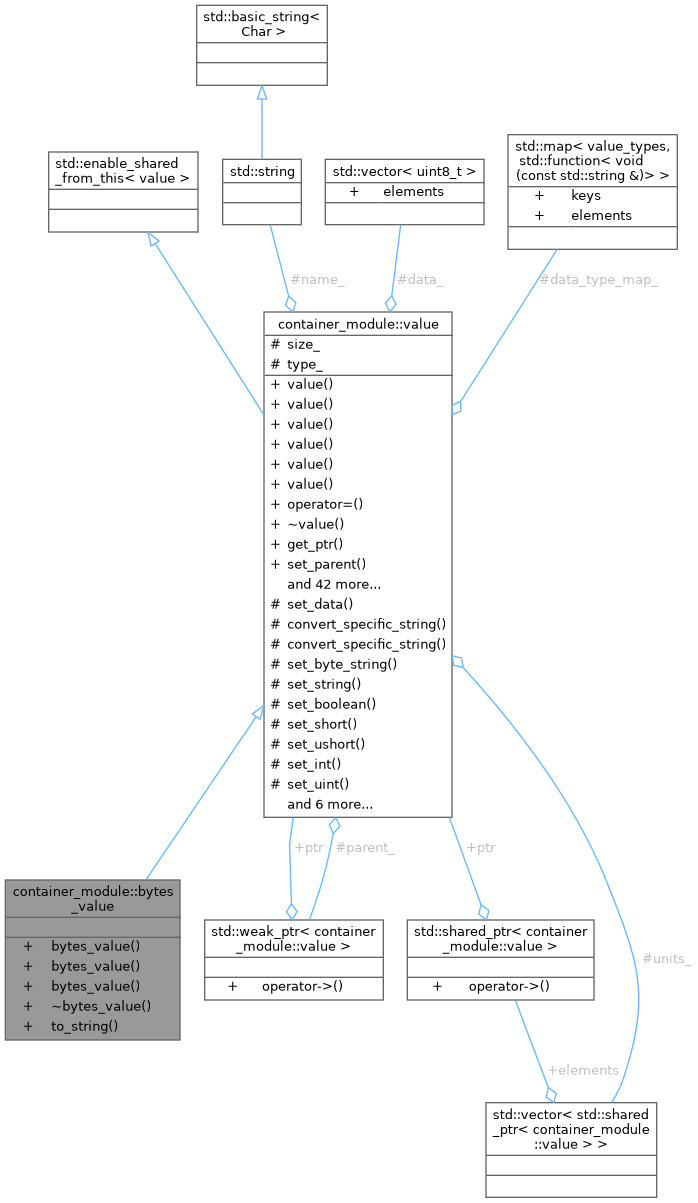 std::basic_string<
Char >
std::enable_shared
_from_this< value >
std::string
std::vector< uint8_t >
+ elements
std::map< value_types,
std::function< void
(const std::string &)> >
+ keys
+ elements
#name_
#data_
#data_type_map_
container_module::value
# size_
# type_
+ value()
+ value()
+ value()
+ value()
+ value()
+ value()
+ operator=()
+ ~value()
+ get_ptr()
+ set_parent()
and 42 more...
# set_data()
# convert_specific_string()
# convert_specific_string()
# set_byte_string()
# set_string()
# set_boolean()
# set_short()
# set_ushort()
# set_int()
# set_uint()
and 6 more...
+ptr
#parent_
+ptr
container_module::bytes
_value
+ bytes_value()
+ bytes_value()
+ bytes_value()
+ ~bytes_value()
+ to_string()
std::weak_ptr< container
_module::value >
+ operator->()
std::shared_ptr< container
_module::value >
+ operator->()
#units_
+elements
std::vector< std::shared
_ptr< container_module
::value > >